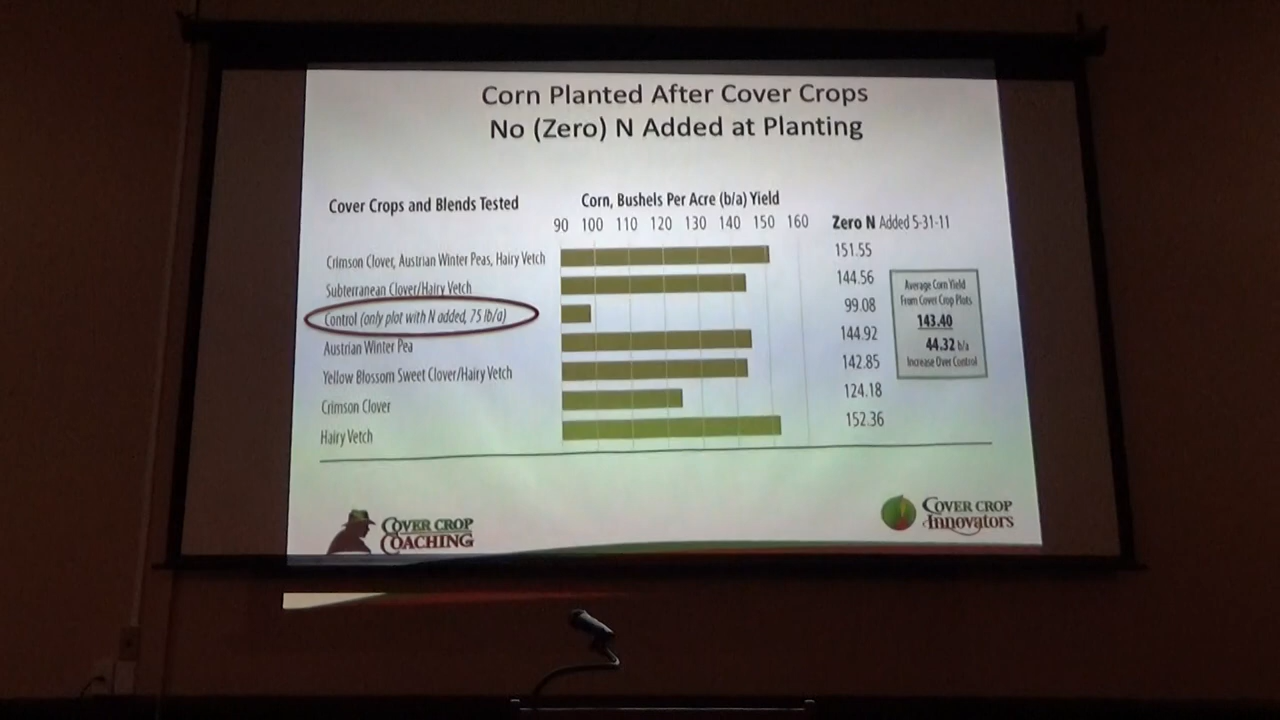 Corn Planted After Cover Crops
No (Zero) N Added at Planting
Cover Crops and Blends Tested
Corn, Bushels Per Acre (b/a) Yield
90 100 110 120 130 140 150 160
Zero N Added 5-31-11
Crimson Clover, Austrian Winter Peas, Hairy Vetch 151.55
Subterranean Clover/Hairy Vetch 144.56
Control (only plot with N added, 75 lb/a) 99.08
Austrian Winter Pea 144.92
Yellow Blossom Sweet Clover/Hairy Vetch 142.85
Crimson Clover 124.18
Hairy Vetch 152.36
Average Corn Yield
From Cover Crop Plots
143.40
44.32 b/a
Increase Over Control
COVER CROP
COACHING
COVER CROP
Innovators